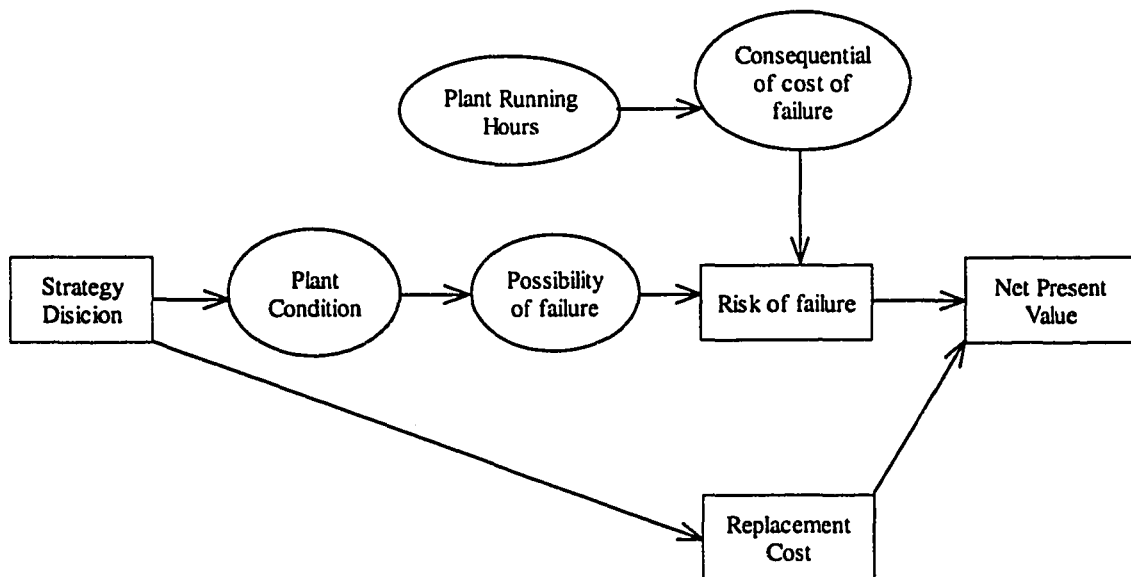 Consequential
of cost of
failure
Plant Running
Hours
Strategy
Disicion
Plant
Condition
Possibility
of failure
Risk of failure
Net Present
Value
Replacement
Cost